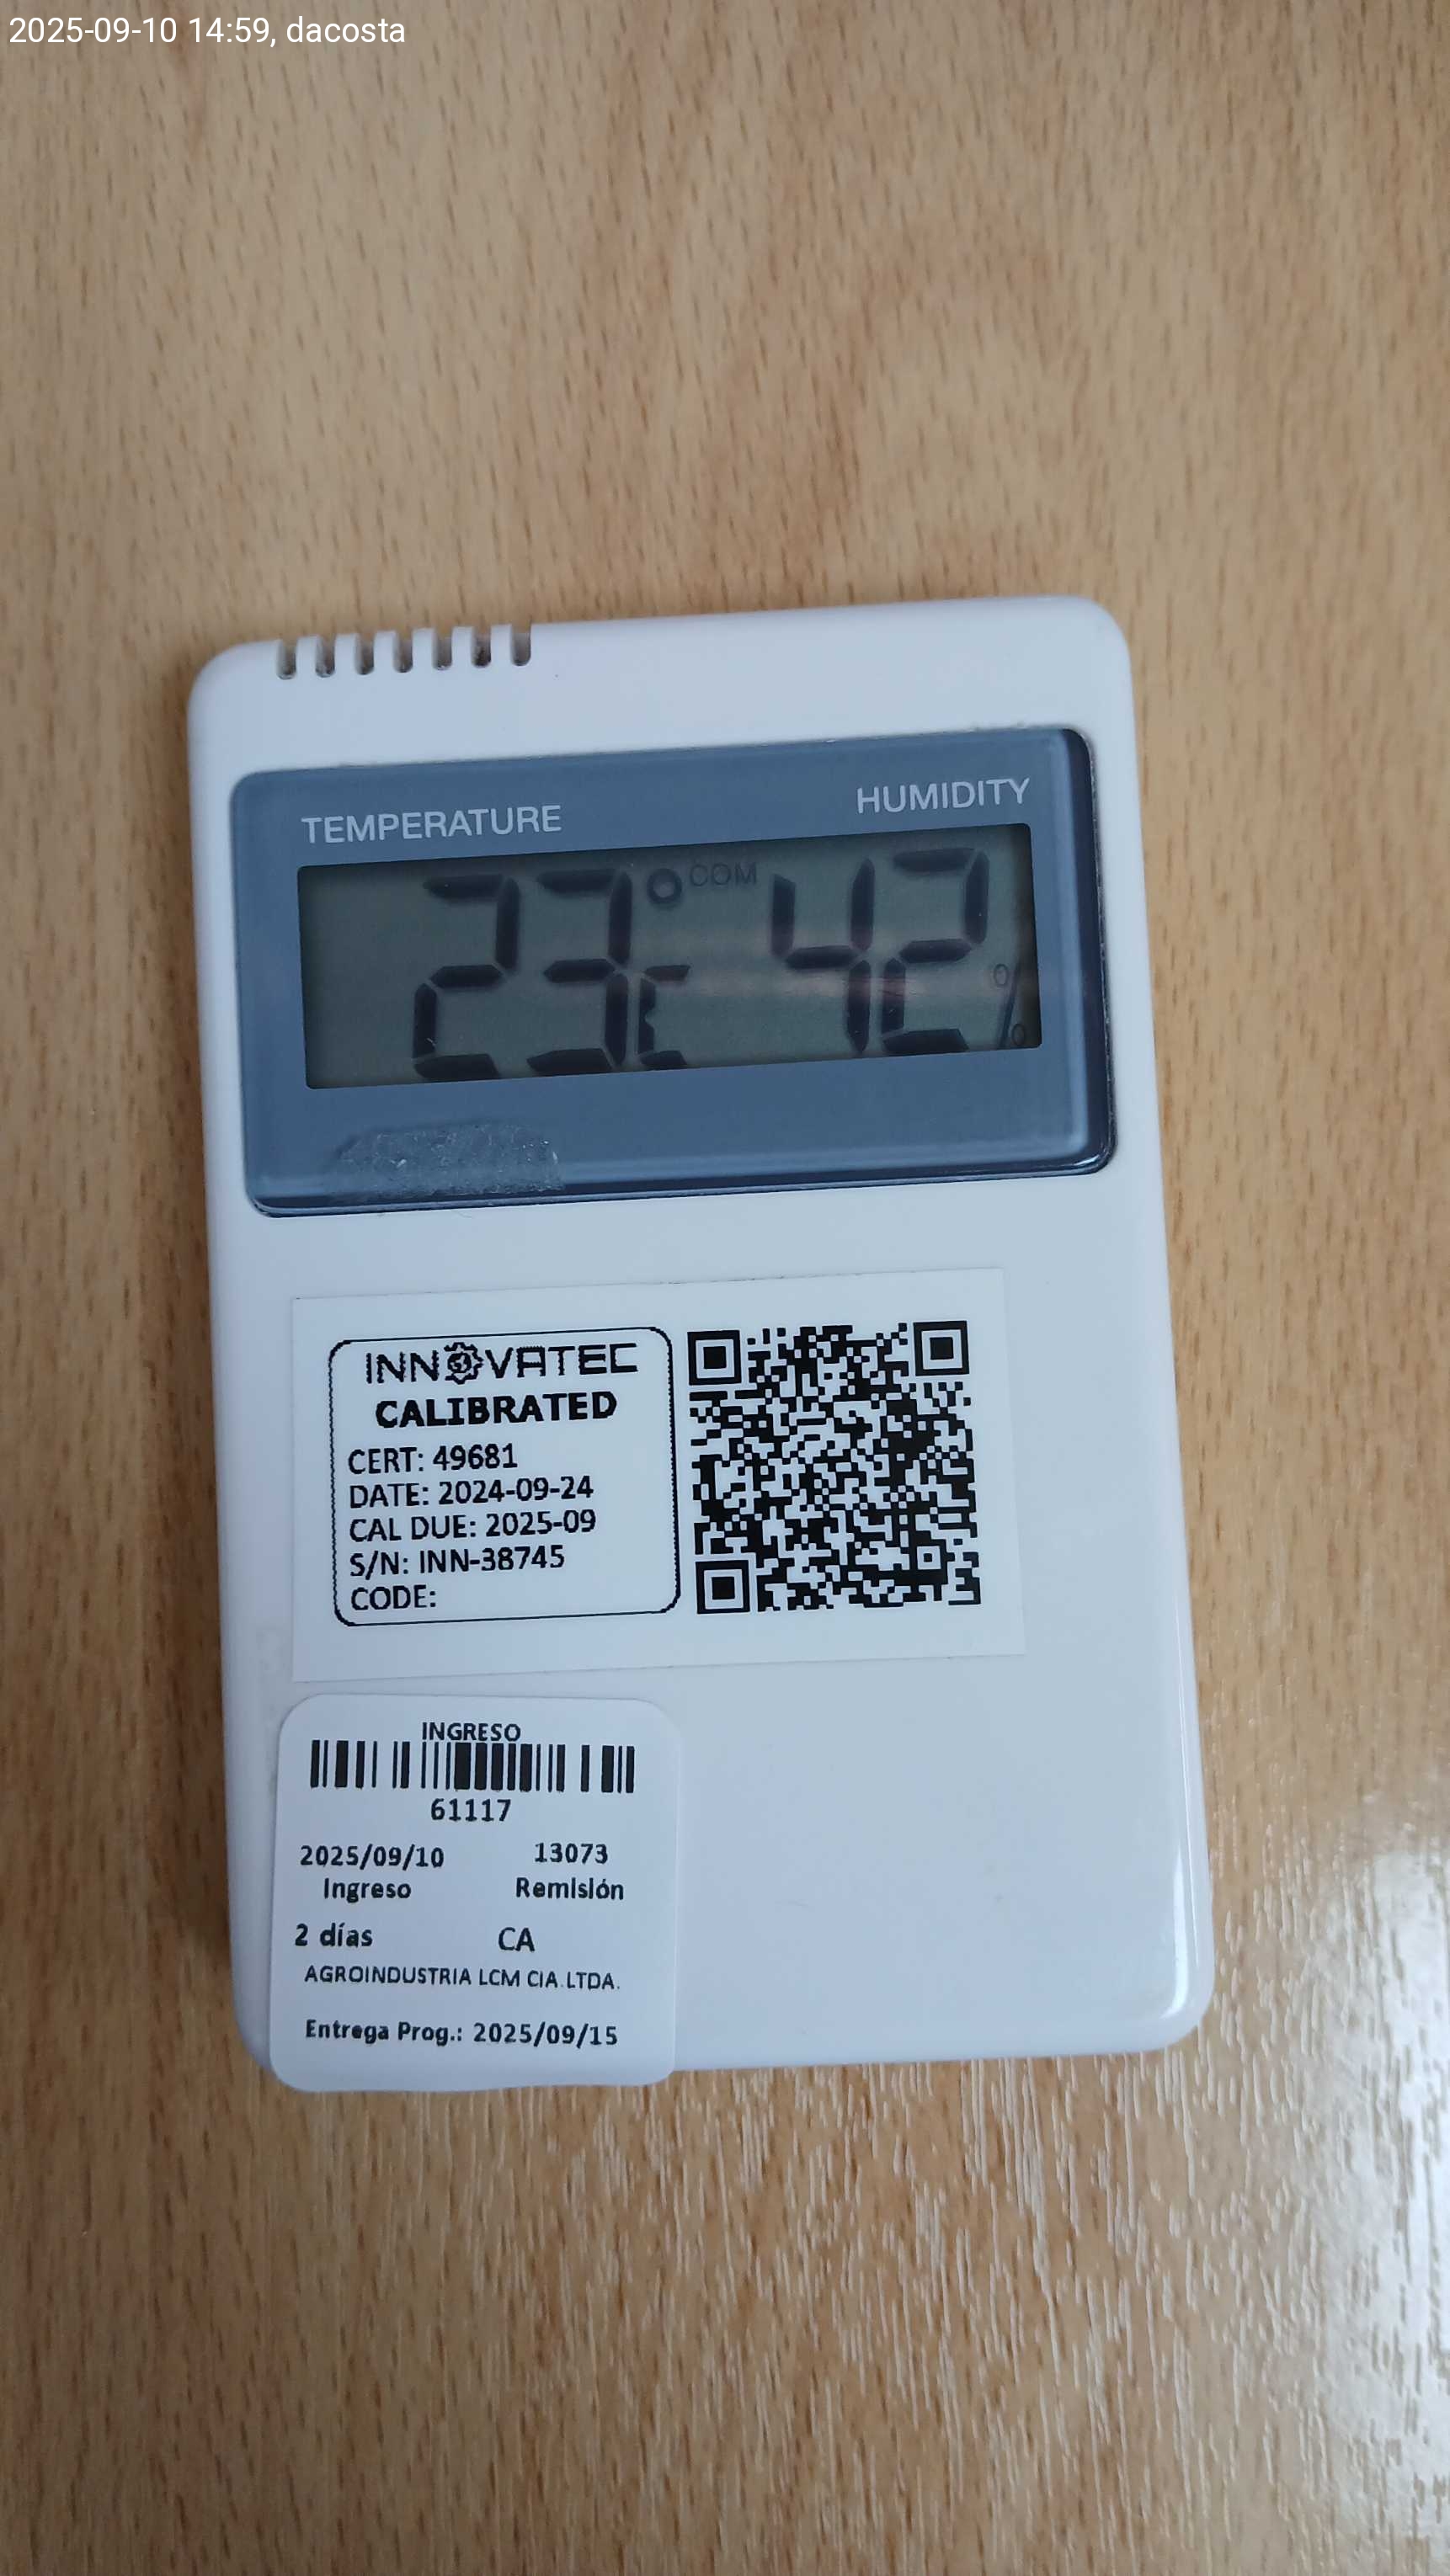 2025-09-10 14:59, dacosta
TEMPERATURE HUMIDITY
23°C COM 42%
INNOVATEC
CALIBRATED
CERT: 49681
DATE: 2024-09-24
CAL DUE: 2025-09
S/N: INN-38745
CODE:
INGRESO
61117
2025/09/10 13073
Ingreso Remisión
2 días CA
AGROINDUSTRIA LCM CIA.LTDA.
Entrega Prog.: 2025/09/15